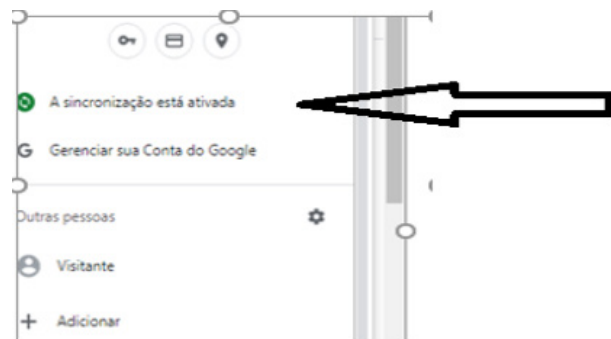 A sincronização está ativada
G Gerenciar sua Conta do Google
Outras pessoas
Visitante
+ Adicionar